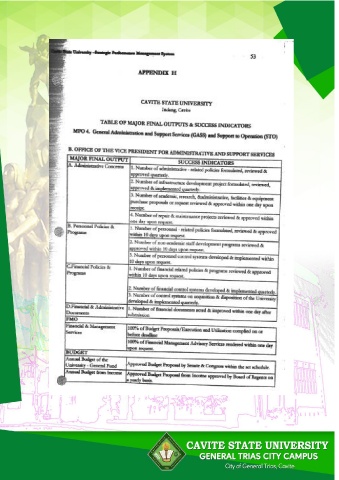 State University -Strategic Performance Management System
53
APPENDIX H
CAVITE STATE UNIVERSITY
Indang, Cavite
TABLE OF MAJOR FINAL OUTPUTS & SUCCESS INDICATORS
MFO 4. General Administration and Support Services (GASS) and Support to Operation (STO)
B. OFFICE OF THE VICE PRESIDENT FOR ADMINISTRATIVE AND SUPPORT SERVICES
MAJOR FINAL OUTPUT
SUCCESS INDICATORS
A. Administrative Concerns
1. Number of administrative - related policies formulated, reviewed &
approved quarterly.
2. Number of infrastructure development project formulated, reviewed,
approved & implemented quarterly.
3. Number of academic, research, &administrative, facilities & equipment
purchase proposals or request reviewed & approved within one day upon
receipt.
4. Number of repair & maintenance projects reviewed & approved within
one day upon request.
B. Personnel Policies &
Programs
1. Number of personnel - related policies formulated, reviewed & approved
within 10 days upon request.
2. Number of non-academic staff development programs reviewed &
approved within 10 days upon request.
3. Number of personnel control systems developed & implemented within
10 days upon request.
C.Financial Policies &
Programs
1. Number of financial related policies & programs reviewed & approved
within 10 days upon request.
2. Number of financial control systems developed & implemented quarterly.
3. Number of control systems on acquisition & disposition of the University
developed & implemented quarterly.
D.Financial & Administrative
Documents
1. Number of financial documents acted & improved within one day after
submission.
FMO
Financial & Management
Services
100% of Budget Proposals/Execution and Utilization complied on or
before deadline
100% of Financial Management Advisory Services rendered within one day
upon request.
BUDGET
Annual Budget of the
University - General Fund
Approved Budget Proposal by Senate & Congress within the set schedule
Annual Budget from Income
Approved Budget Proposal from income approved by Board of Regents on
a yearly basis.
CAVITE STATE UNIVERSITY
GENERAL TRIAS CITY CAMPUS
City of General Trias, Cavite